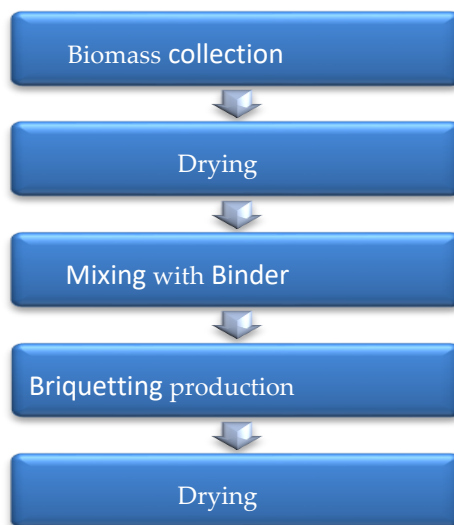 Biomass collection
Drying
Mixing with Binder
Briquetting production
Drying